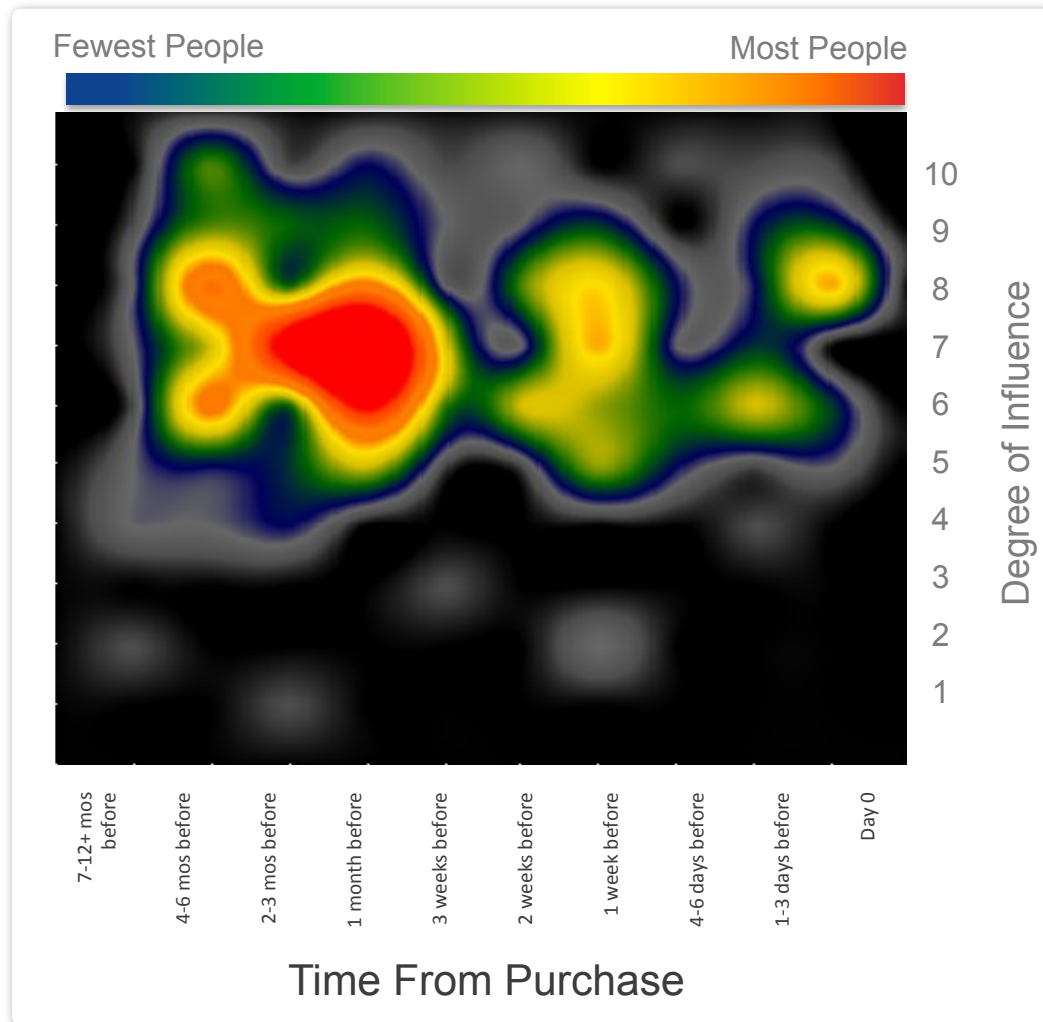 Fewest People
Most People
10
9
8
7
6
5
4
3
2
1
Degree of Influence
7-12+ mos
before
4-6 mos before
2-3 mos before
1 month before
3 weeks before
2 weeks before
1 week before
4-6 days before
1-3 days before
Day 0
Time From Purchase